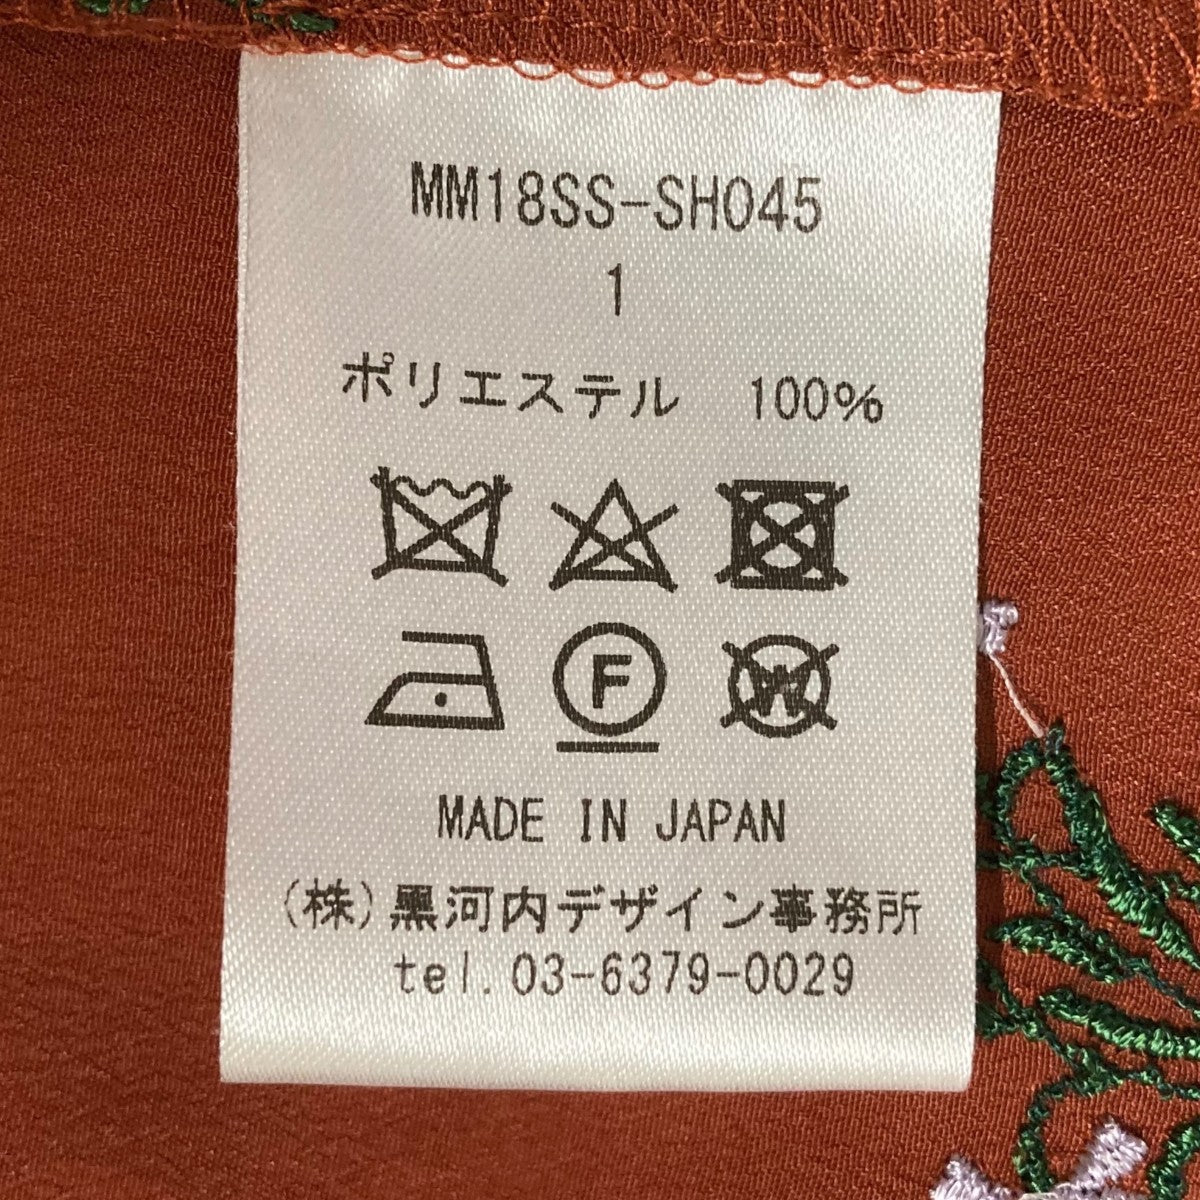 MM18SS-SH045
1
ポリエステル 100%
F
W
MADE IN JAPAN
(株)黒河内デザイン事務所
tel. 03-6379-0029